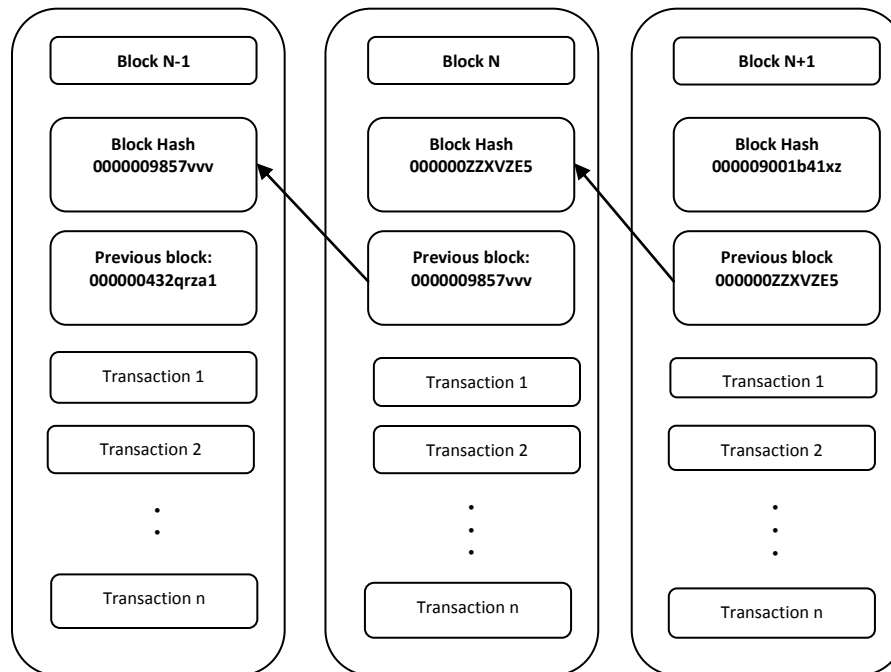 Block N-1
Block Hash
0000009857vvv
Previous block:
000000432qrza1
Transaction 1
Transaction 2
Transaction n
Block N
Block Hash
000000ZZXVZE5
Previous block:
0000009857vvv
Transaction 1
Transaction 2
Transaction n
Block N+1
Block Hash
000009001b41xz
Previous block
000000ZZXVZE5
Transaction 1
Transaction 2
Transaction n